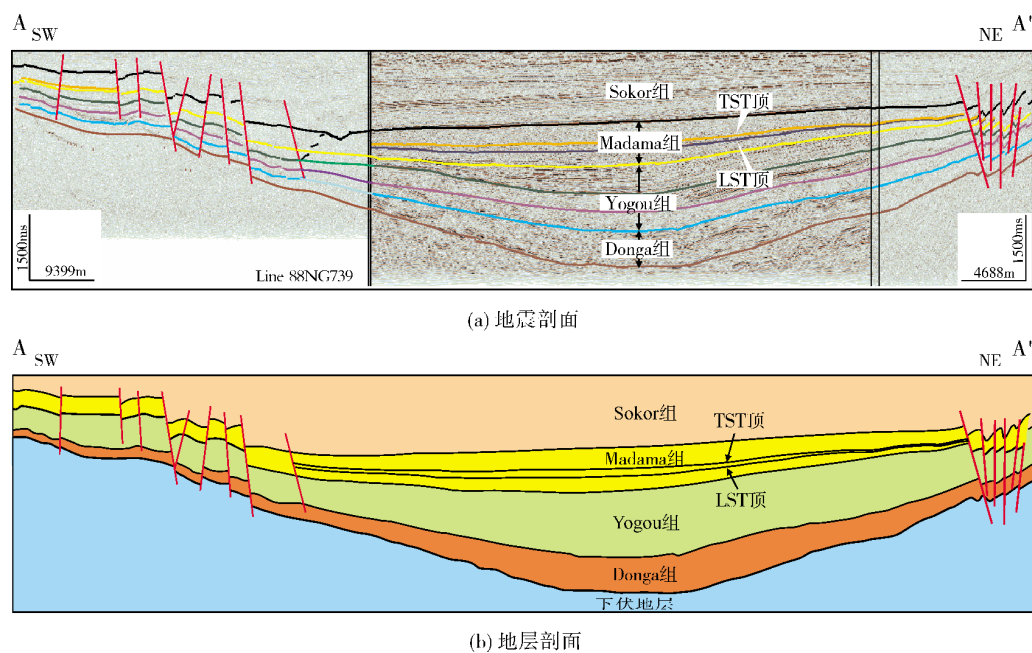 A SW NE A'
Sokor组
TST顶
Madama组
LST顶
Yogou组
Donga组
1500ms
9399m
Line 88NG739
4688m
1500ms
(a) 地震剖面
A SW NE A'
Sokor组
TST顶
Madama组
LST顶
Yogou组
Donga组
下伏地层
(b) 地层剖面